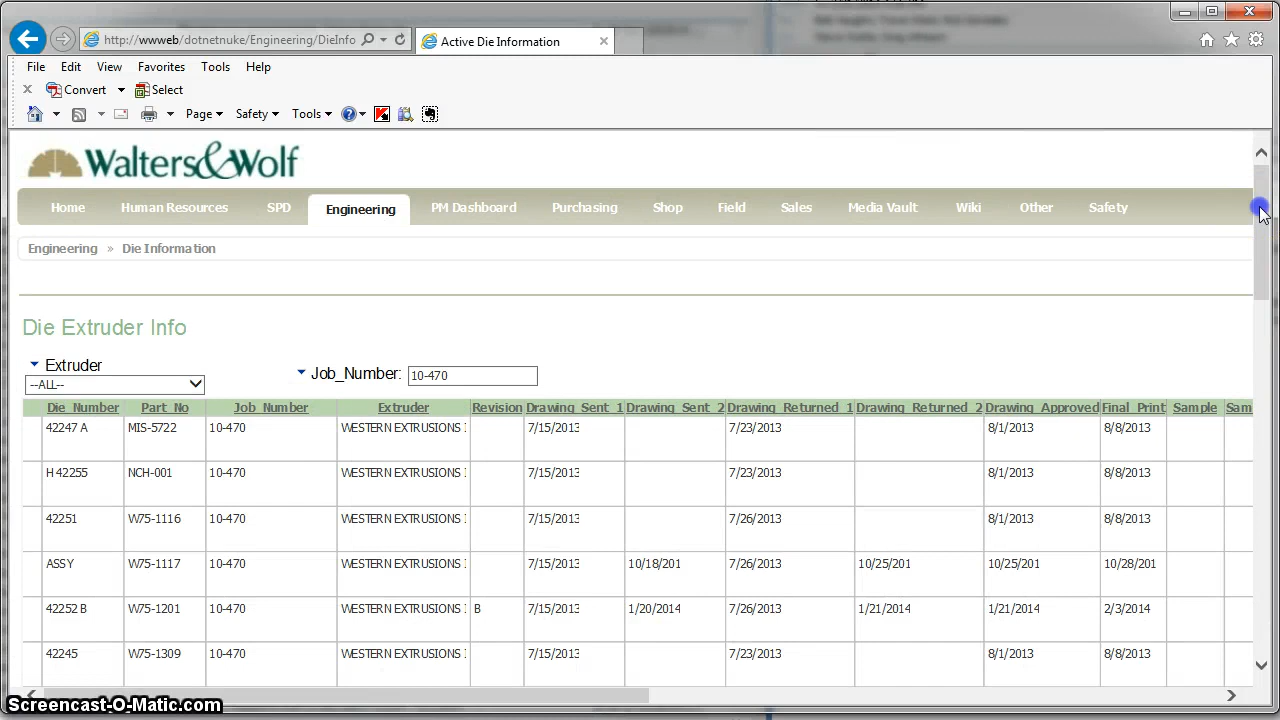 http://wwweb/dotnetnuke/Engineering/DieInfo
Active Die Information
File Edit View Favorites Tools Help
Convert Select
Page Safety Tools
Walters&Wolf
Home Human Resources SPD Engineering PM Dashboard Purchasing Shop Field Sales Media Vault Wiki Other Safety
Engineering » Die Information
Die Extruder Info
Extruder
--ALL--
Job_Number: 10-470
Die_Number Part_No Job_Number Extruder Revision Drawing_Sent_1 Drawing_Sent_2 Drawing_Returned_1 Drawing_Returned_2 Drawing_Approved Final_Print Sample Sam
42247 A MIS-5722 10-470 WESTERN EXTRUSIONS 7/15/2013 7/23/2013 8/1/2013 8/8/2013
H 42255 NCH-001 10-470 WESTERN EXTRUSIONS 7/15/2013 7/23/2013 8/1/2013 8/8/2013
42251 W75-1116 10-470 WESTERN EXTRUSIONS 7/15/2013 7/26/2013 8/1/2013 8/8/2013
ASSY W75-1117 10-470 WESTERN EXTRUSIONS 7/15/2013 10/18/201 7/26/2013 10/25/201 10/25/201 10/28/201
42252 B W75-1201 10-470 WESTERN EXTRUSIONS B 7/15/2013 1/20/2014 7/26/2013 1/21/2014 1/21/2014 2/3/2014
42245 W75-1309 10-470 WESTERN EXTRUSIONS 7/15/2013 7/23/2013 8/1/2013 8/8/2013
Screencast-O-Matic.com